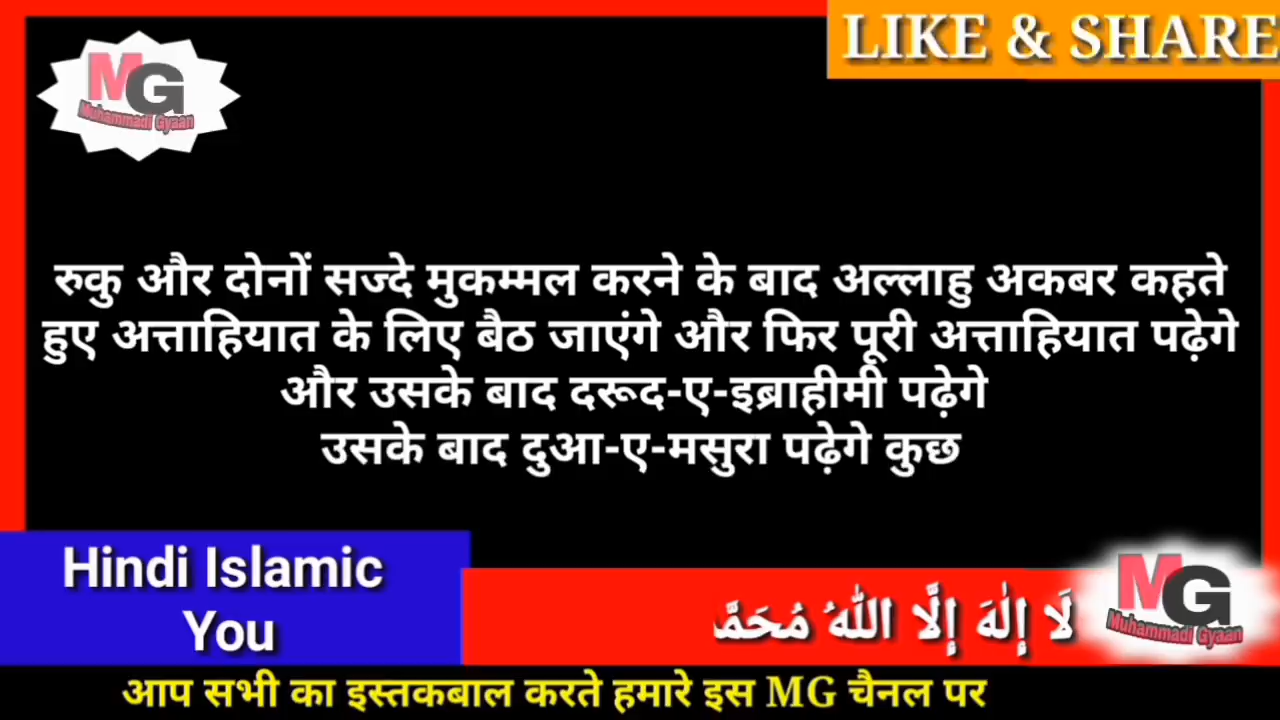 LIKE & SHARE
MG
Muhammadi Gyaan
रुकु और दोनों सज्दे मुकम्मल करने के बाद अल्लाहु अकबर कहते
हुए अत्ताहियात के लिए बैठ जाएंगे और फिर पूरी अत्ताहियात पढ़ेगे
और उसके बाद दरूद-ए-इब्राहीमी पढ़ेगे
उसके बाद दुआ-ए-मसुरा पढ़ेगे कुछ
Hindi Islamic
You
لَا إِلٰهَ إِلَّا اللهُ مُحَمَّ
MG
Muhammadi Gyaan
आप सभी का इस्तकबाल करते हमारे इस MG चैनल पर